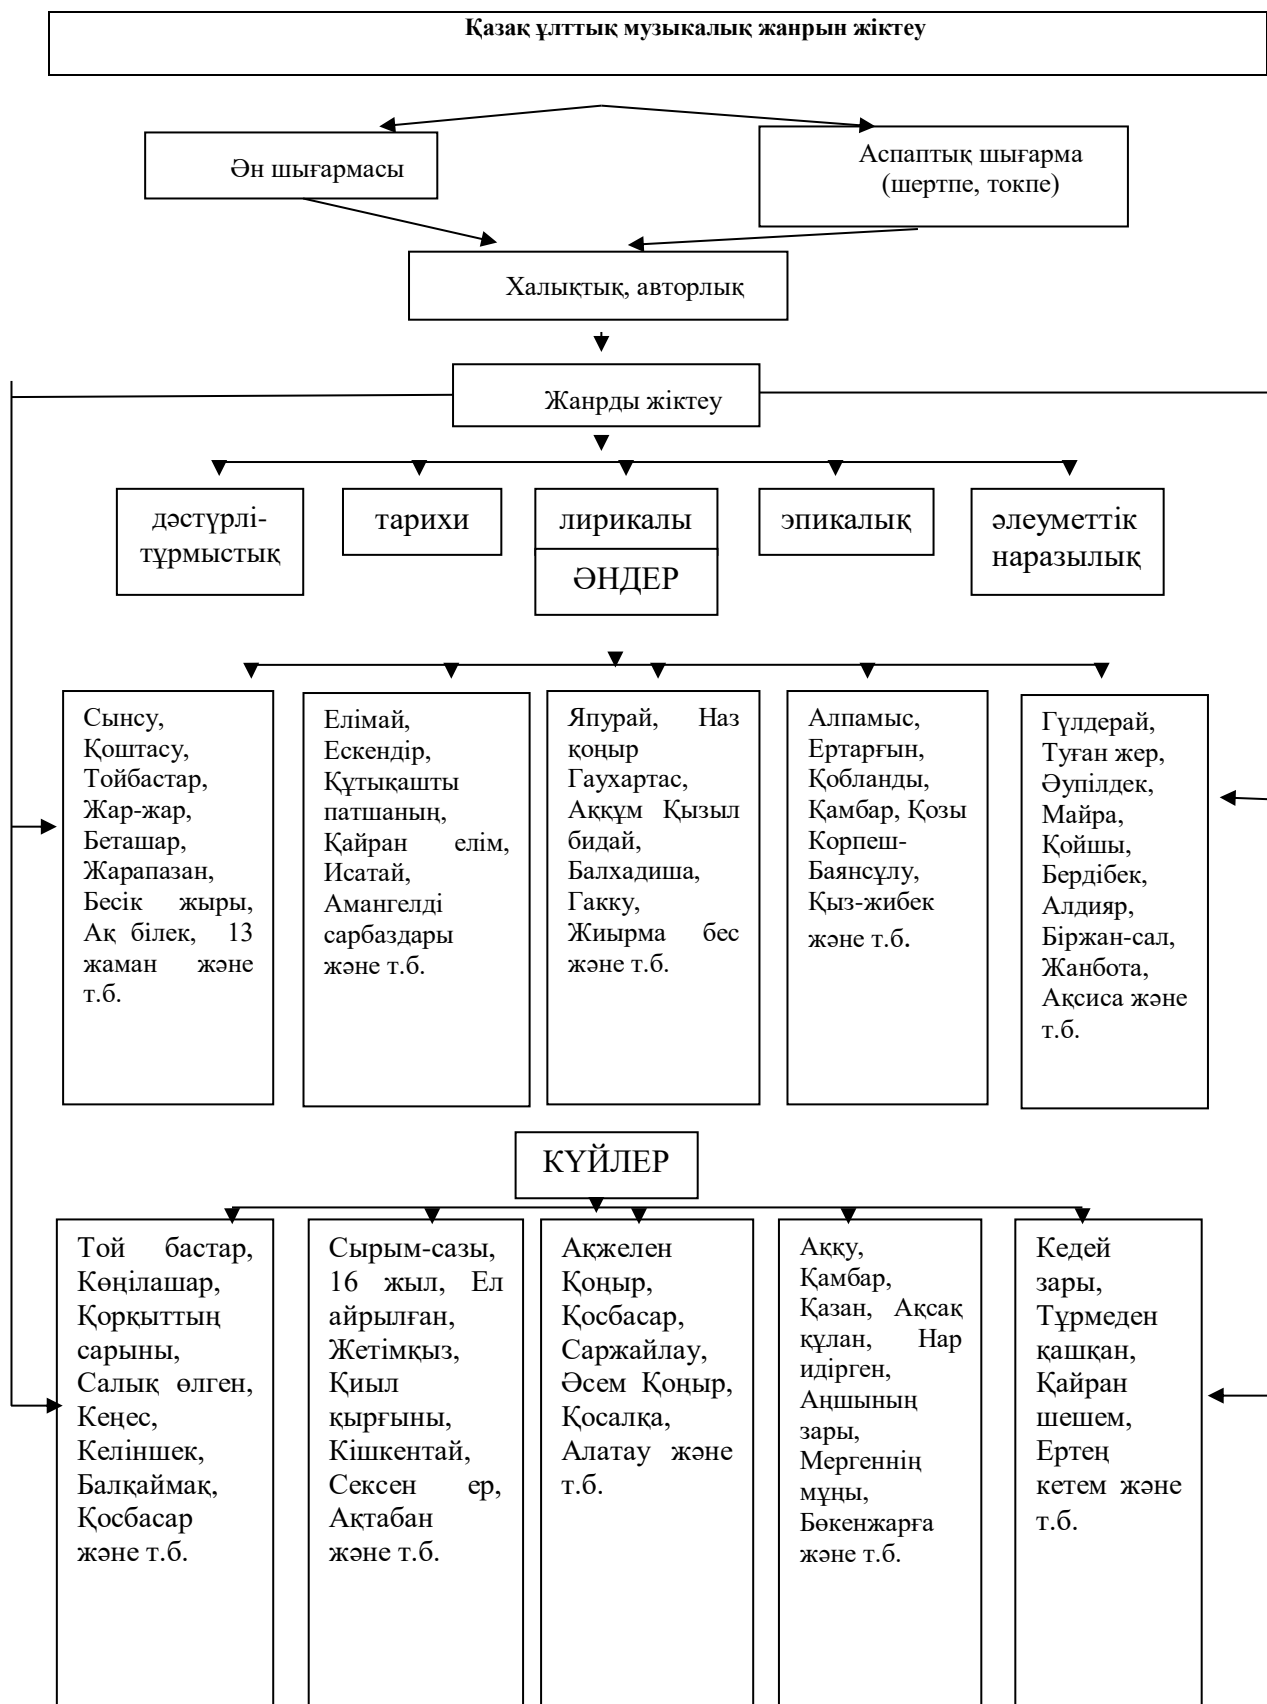 Қазақ ұлттық музыкалық жанрын жіктеу
Ән шығармасы
Аспаптық шығарма
(шертпе, токпе)
Халықтық, авторлық
Жанрды жіктеу
дәстүрлі-
тұрмыстық
тарихи
лирикалы
эпикалық
әлеуметтік
наразылық
ӘНДЕР
Сынсу,
Қоштасу,
Тойбастар,
Жар-жар,
Беташар,
Жарапазан,
Бесік жыры,
Ақ білек, 13
жаман және
т.б.
Елімай,
Ескендір,
Құтықашты
патшаның,
Қайран елім,
Исатай,
Амангелді
сарбаздары
және т.б.
Япурай, Наз
қоңыр
Гаухартас,
Аққұм Қызыл
бидай,
Балхадиша,
Гакку,
Жиырма бес
және т.б.
Алпамыс,
Ертарғын,
Қобланды,
Қамбар, Қозы
Корпеш-
Баянсұлу,
Қыз-жибек
және т.б.
Гүлдерай,
Туған жер,
Әупілдек,
Майра,
Қойшы,
Бердібек,
Алдияр,
Біржан-сал,
Жанбота,
Ақсиса және
т.б.
КҮЙЛЕР
Той бастар,
Көңілашар,
Қорқыттың
сарыны,
Салық өлген,
Кеңес,
Келіншек,
Балқаймақ,
Қосбасар
және т.б.
Сырым-сазы,
16 жыл, Ел
айрылған,
Жетімқыз,
Қиыл
қырғыны,
Кішкентай,
Сексен ер,
Ақтабан
және т.б.
Ақжелен
Қоңыр,
Қосбасар,
Саржайлау,
Әсем Қоңыр,
Қосалқа,
Алатау және
т.б.
Аққу,
Қамбар,
Қазан, Ақсақ
құлан, Нар
идірген,
Аңшының
зары,
Мергеннің
мұңы,
Бөкенжарға
және т.б.
Кедей
зары,
Түрмеден
қашқан,
Қайран
шешем,
Ертең
кетем және
т.б.